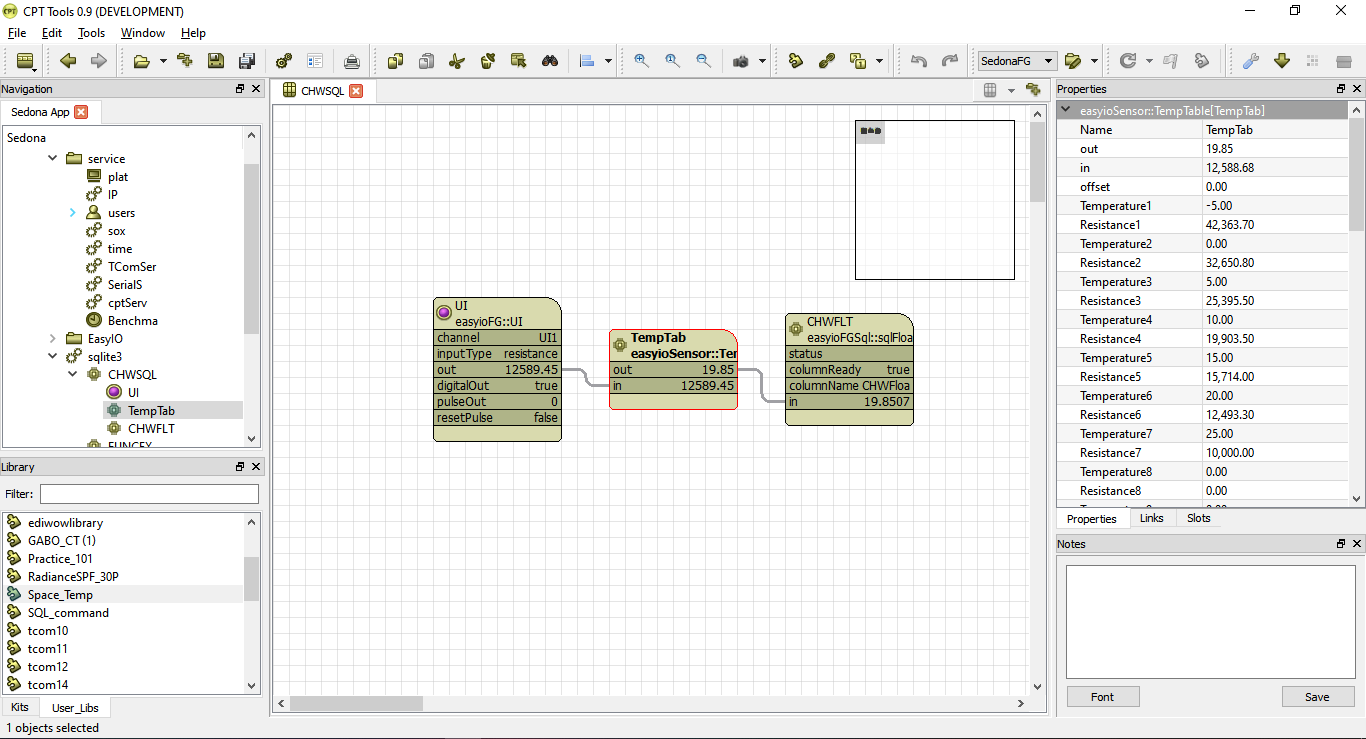 CPT Tools 0.9 (DEVELOPMENT)
File Edit Tools Window Help
SedonaFG
Navigation
Sedona App
Sedona
service
plat
IP
users
sox
time
TComSer
SerialS
cptServ
Benchma
EasyIO
sqlite3
CHWSQL
UI
TempTab
CHWFLT
Library
Filter:
ediwowlibrary
GABO_CT (1)
Practice_101
RadianceSPF_30P
Space_Temp
SQL_command
tcom10
tcom11
tcom12
tcom14
Kits User_Libs
1 objects selected
CHWSQL
UI
easyioFG::UI
channel UI1
inputType resistance
out 12589.45
digitalOut true
pulseOut 0
resetPulse false
TempTab
easyioSensor::Ter
out 19.85
in 12589.45
CHWFLT
easyioFGSql::sqlFloa
status
columnReady true
columnName CHWFloa
in 19.8507
Properties
easyioSensor::TempTable[TempTab]
Name TempTab
out 19.85
in 12,588.68
offset 0.00
Temperature1 -5.00
Resistance1 42,363.70
Temperature2 0.00
Resistance2 32,650.80
Temperature3 5.00
Resistance3 25,395.50
Temperature4 10.00
Resistance4 19,903.50
Temperature5 15.00
Resistance5 15,714.00
Temperature6 20.00
Resistance6 12,493.30
Temperature7 25.00
Resistance7 10,000.00
Temperature8 0.00
Resistance8 0.00
Properties Links Slots
Notes
Font Save